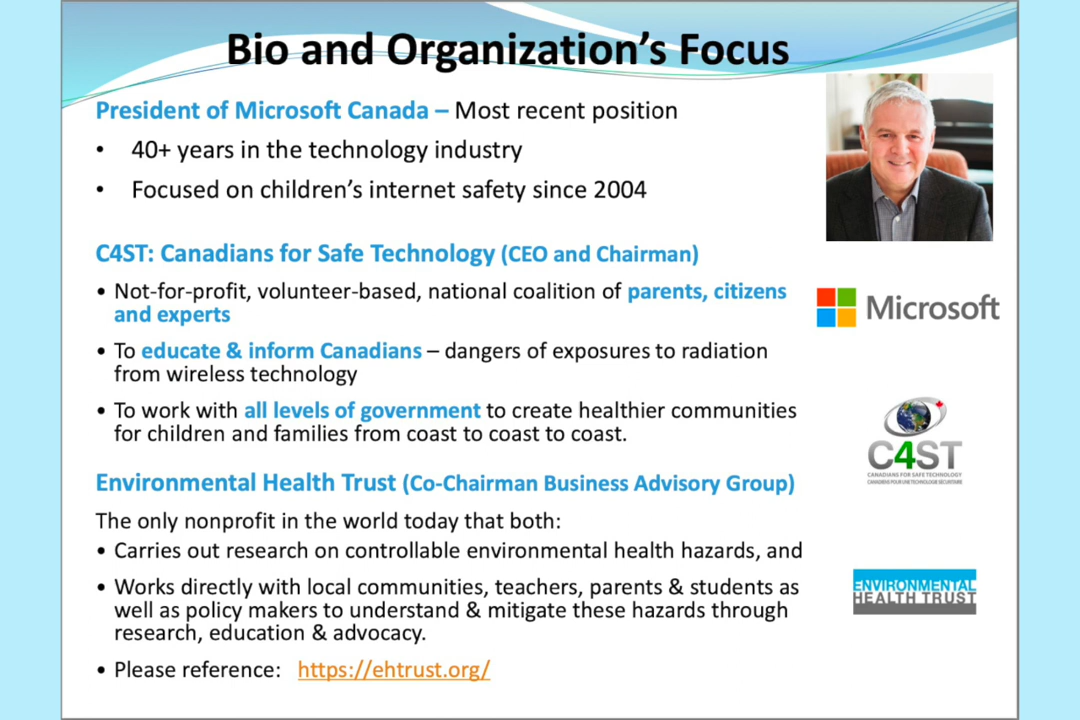 Bio and Organization's Focus
President of Microsoft Canada – Most recent position
• 40+ years in the technology industry
• Focused on children's internet safety since 2004
C4ST: Canadians for Safe Technology (CEO and Chairman)
• Not-for-profit, volunteer-based, national coalition of parents, citizens
and experts
• To educate & inform Canadians – dangers of exposures to radiation
from wireless technology
• To work with all levels of government to create healthier communities
for children and families from coast to coast to coast.
Environmental Health Trust (Co-Chairman Business Advisory Group)
The only nonprofit in the world today that both:
• Carries out research on controllable environmental health hazards, and
• Works directly with local communities, teachers, parents & students as
well as policy makers to understand & mitigate these hazards through
research, education & advocacy.
• Please reference: https://ehtrust.org/
Microsoft
C4ST
CANADIANS FOR SAFE TECHNOLOGY
CANADIENS POUR UNE TECHNOLOGIE SÉCURITAIRE
ENVIRONMENTAL
HEALTH TRUST